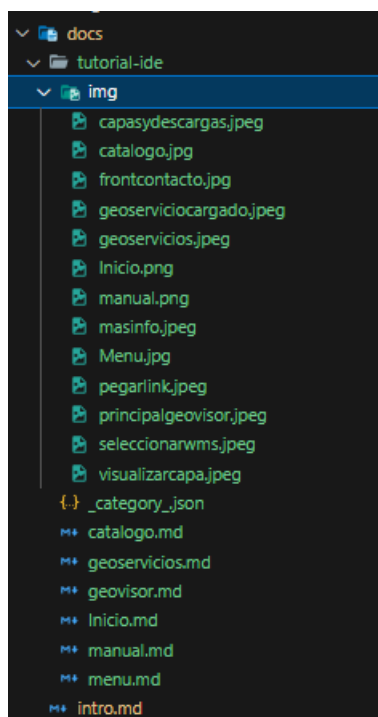 docs
tutorial-ide
img
capasydescargas.jpeg
catalogo.jpg
frontcontacto.jpg
geoserviciocargado.jpeg
geoservicios.jpeg
Inicio.png
manual.png
masinfo.jpeg
Menu.jpg
pegarlink.jpeg
principalgeovisor.jpeg
seleccionarwms.jpeg
visualizarcapa.jpeg
{..} _category_.json
M+ catalogo.md
M+ geoservicios.md
M+ geovisor.md
M+ Inicio.md
M+ manual.md
M+ menu.md
M+ intro.md